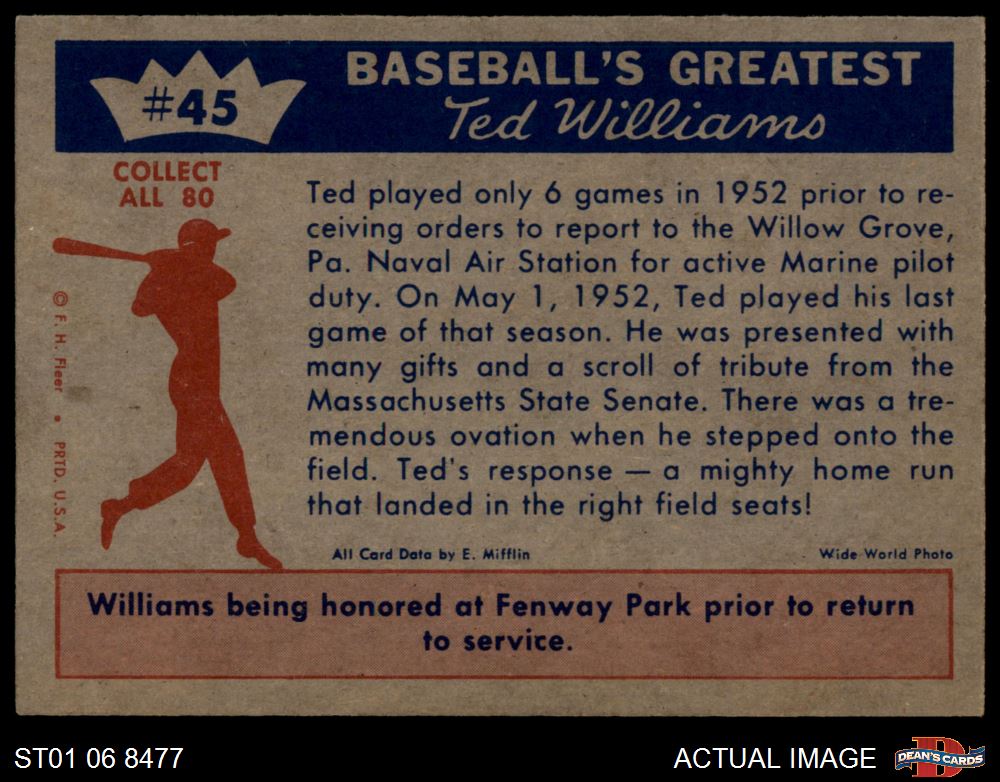 #45
BASEBALL'S GREATEST
Ted Williams
COLLECT
ALL 80
Ted played only 6 games in 1952 prior to re-
ceiving orders to report to the Willow Grove,
Pa. Naval Air Station for active Marine pilot
duty. On May 1, 1952, Ted played his last
game of that season. He was presented with
many gifts and a scroll of tribute from the
Massachusetts State Senate. There was a tre-
mendous ovation when he stepped onto the
field. Ted's response — a mighty home run
that landed in the right field seats!
© F. H. Fleer • PRTD. U.S.A.
All Card Data by E. Mifflin
Wide World Photo
Williams being honored at Fenway Park prior to return
to service.
ST01 06 8477
ACTUAL IMAGE
D
DEAN'S CARDS